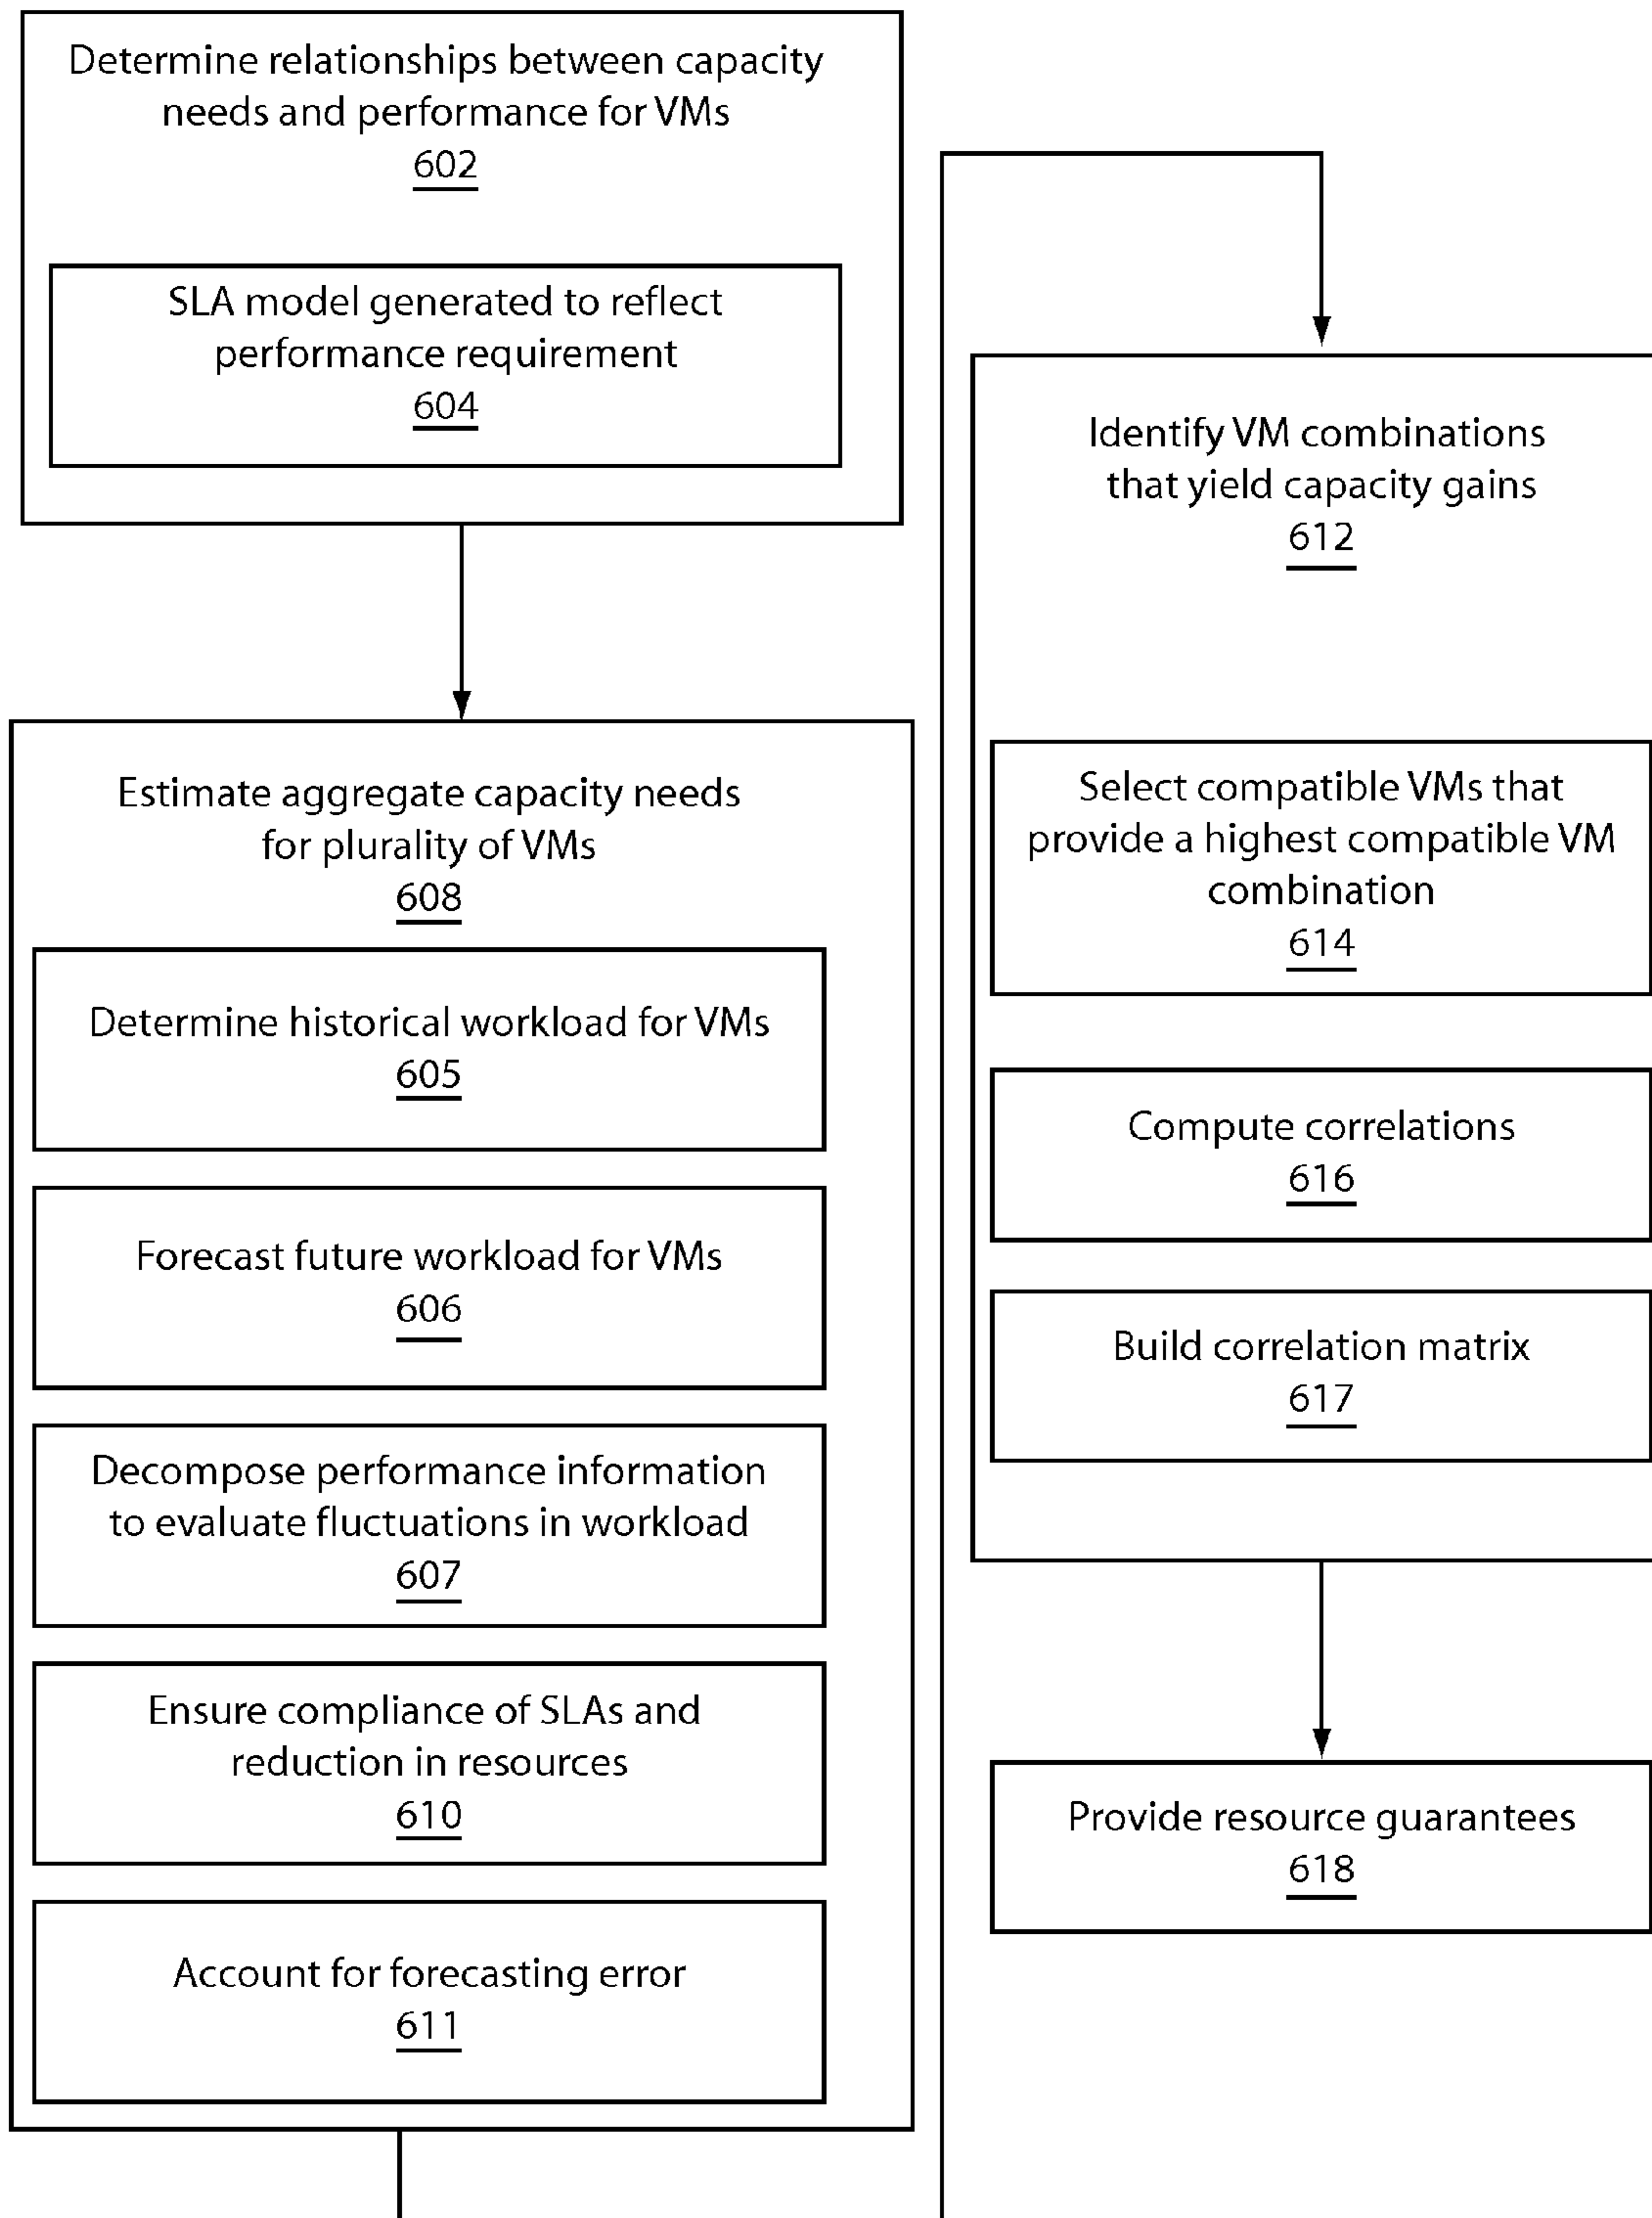 Determine relationships between capacity
needs and performance for VMs
602
SLA model generated to reflect
performance requirement
604
Estimate aggregate capacity needs
for plurality of VMs
608
Determine historical workload for VMs
605
Forecast future workload for VMs
606
Decompose performance information
to evaluate fluctuations in workload
607
Ensure compliance of SLAs and
reduction in resources
610
Account for forecasting error
611
Identify VM combinations
that yield capacity gains
612
Select compatible VMs that
provide a highest compatible VM
combination
614
Compute correlations
616
Build correlation matrix
617
Provide resource guarantees
618